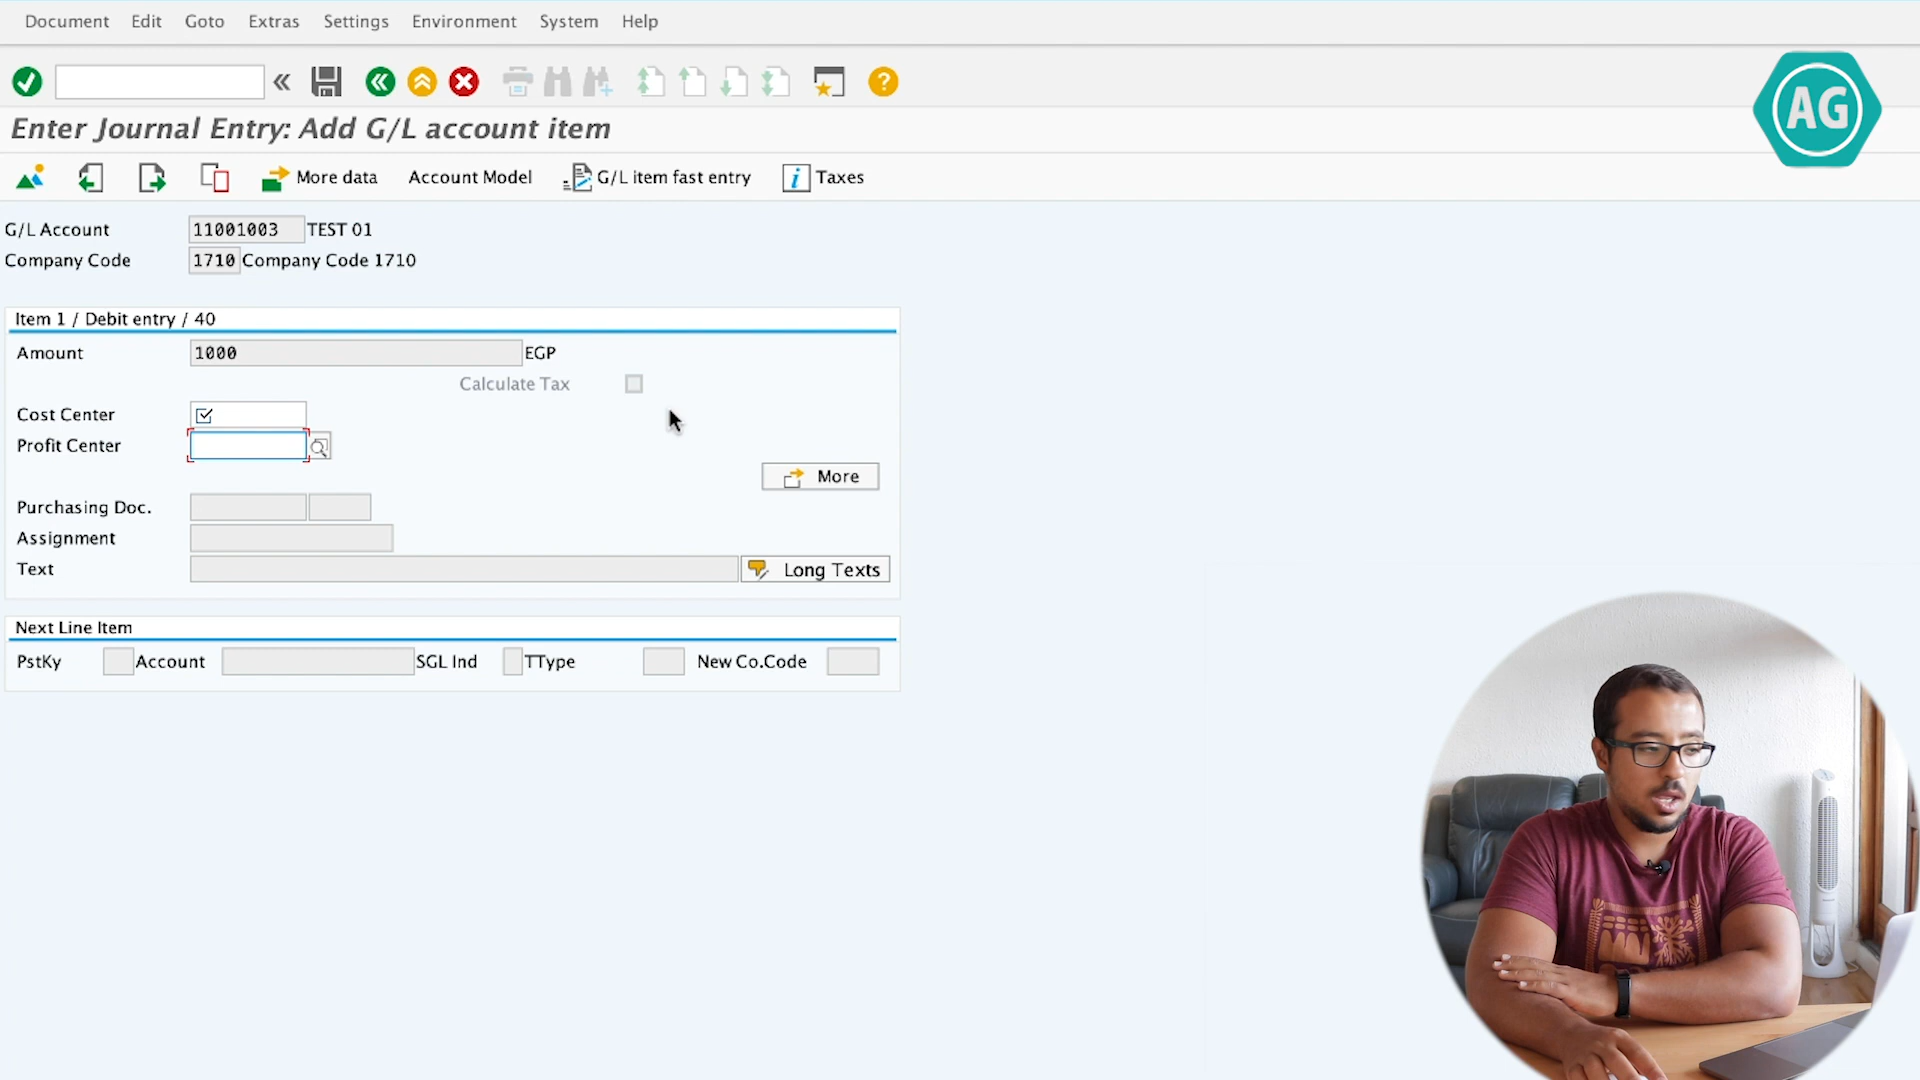 Document Edit Goto Extras Settings Environment System Help
AG
Enter Journal Entry: Add G/L account item
More data Account Model G/L item fast entry i Taxes
G/L Account 11001003 TEST 01
Company Code 1710 Company Code 1710
Item 1 / Debit entry / 40
Amount 1000 EGP
Calculate Tax
Cost Center
Profit Center
More
Purchasing Doc.
Assignment
Text Long Texts
Next Line Item
PstKy Account SGL Ind TType New Co.Code